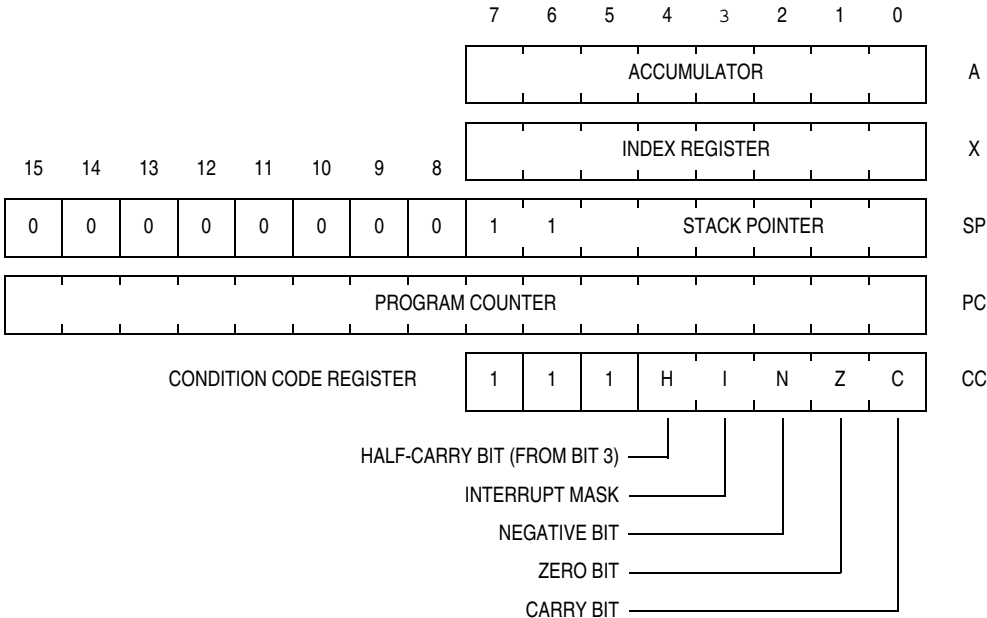 7 6 5 4 3 2 1 0
ACCUMULATOR A
INDEX REGISTER X
15 14 13 12 11 10 9 8
0 0 0 0 0 0 0 0 1 1 STACK POINTER SP
PROGRAM COUNTER PC
CONDITION CODE REGISTER 1 1 1 H I N Z C CC
HALF-CARRY BIT (FROM BIT 3)
INTERRUPT MASK
NEGATIVE BIT
ZERO BIT
CARRY BIT